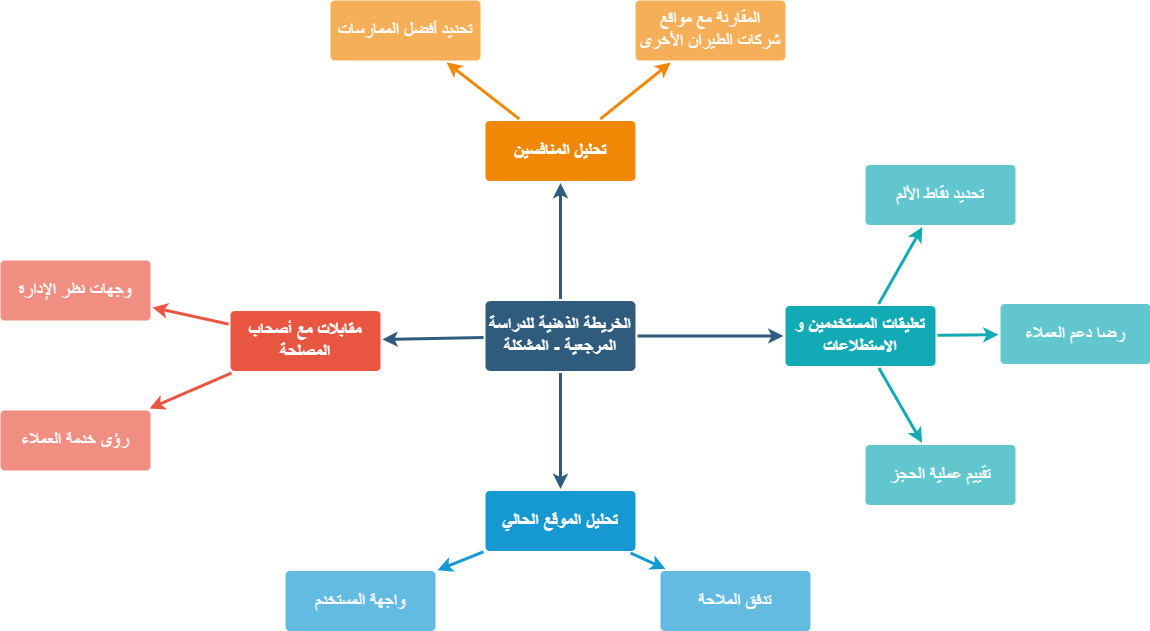 تحديد أفضل الممارسات
المقارنة مع مواقع
شركات الطيران الأخرى
تحليل المنافسين
تحديد نقاط الألم
وجهات نظر الإدارة
مقابلات مع أصحاب
المصلحة
الخريطة الذهنية للدراسة
المرجعية - المشكلة
تعليقات المستخدمين و
الاستطلاعات
رضا دعم العملاء
رؤى خدمة العملاء
تقييم عملية الحجز
تحليل الموقع الحالي
واجهة المستخدم
تدفق الملاحة